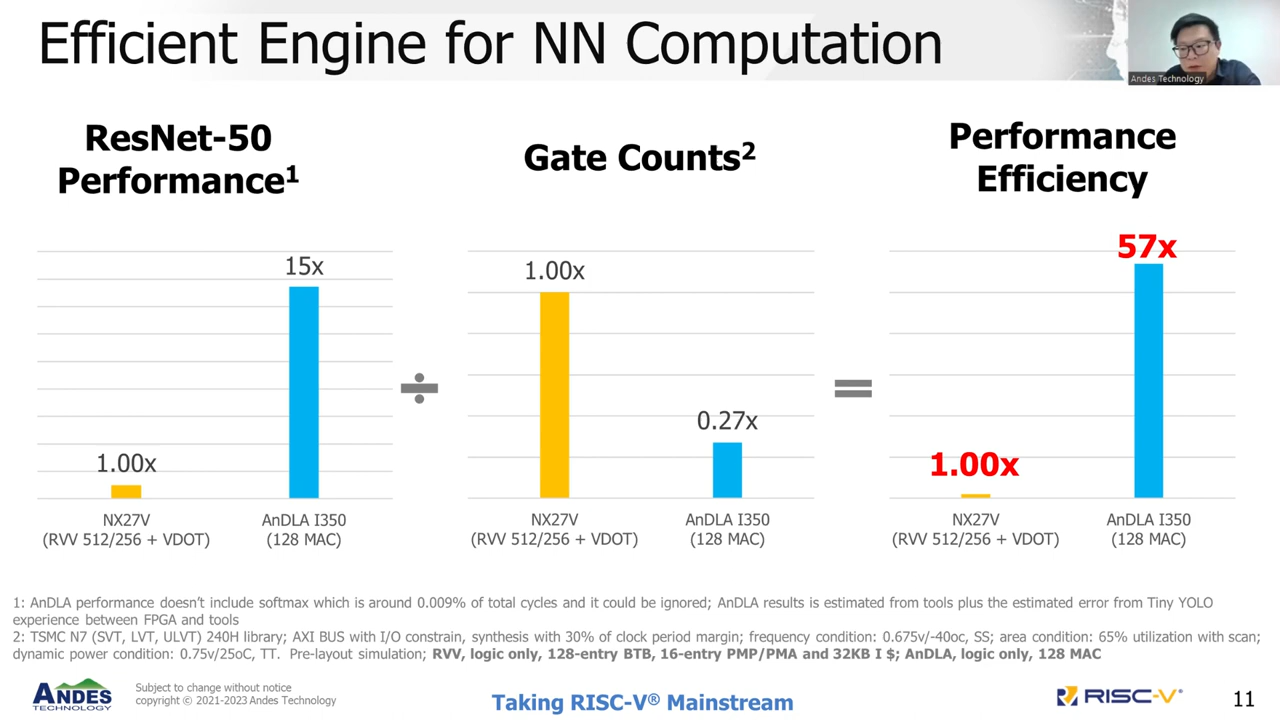 Efficient Engine for NN Computation
Andes Technology
ResNet-50
Performance¹
Gate Counts²
Performance
Efficiency
15x
1.00x
NX27V
(RVV 512/256 + VDOT)
AnDLA I350
(128 MAC)
÷
1.00x
0.27x
NX27V
(RVV 512/256 + VDOT)
AnDLA I350
(128 MAC)
=
57x
1.00x
NX27V
(RVV 512/256 + VDOT)
AnDLA I350
(128 MAC)
1: AnDLA performance doesn't include softmax which is around 0.009% of total cycles and it could be ignored; AnDLA results is estimated from tools plus the estimated error from Tiny YOLO
experience between FPGA and tools
2: TSMC N7 (SVT, LVT, ULVT) 240H library; AXI BUS with I/O constrain, synthesis with 30% of clock period margin; frequency condition: 0.675v/-40oc, SS; area condition: 65% utilization with scan;
dynamic power condition: 0.75v/25oC, TT. Pre-layout simulation; RVV, logic only, 128-entry BTB, 16-entry PMP/PMA and 32KB I $; AnDLA, logic only, 128 MAC
ANDES
TECHNOLOGY
Subject to change without notice
copyright © 2021-2023 Andes Technology
Taking RISC-V® Mainstream
RISC-V®
11